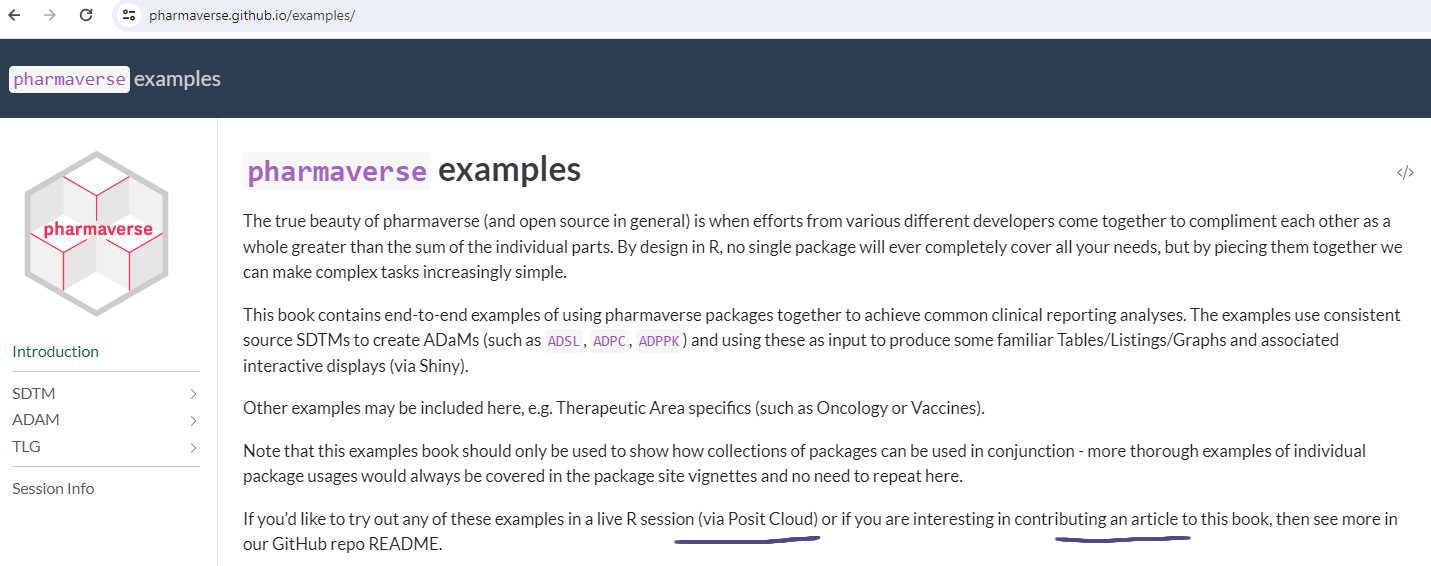 pharmaverse.github.io/examples/
pharmaverse examples
pharmaverse
Introduction
SDTM
ADAM
TLG
Session Info
pharmaverse examples
</>
The true beauty of pharmaverse (and open source in general) is when efforts from various different developers come together to compliment each other as a
whole greater than the sum of the individual parts. By design in R, no single package will ever completely cover all your needs, but by piecing them together we
can make complex tasks increasingly simple.
This book contains end-to-end examples of using pharmaverse packages together to achieve common clinical reporting analyses. The examples use consistent
source SDTMs to create ADaMs (such as ADSL, ADPC, ADPPK) and using these as input to produce some familiar Tables/Listings/Graphs and associated
interactive displays (via Shiny).
Other examples may be included here, e.g. Therapeutic Area specifics (such as Oncology or Vaccines).
Note that this examples book should only be used to show how collections of packages can be used in conjunction - more thorough examples of individual
package usages would always be covered in the package site vignettes and no need to repeat here.
If you'd like to try out any of these examples in a live R session (via Posit Cloud) or if you are interesting in contributing an article to this book, then see more in
our GitHub repo README.